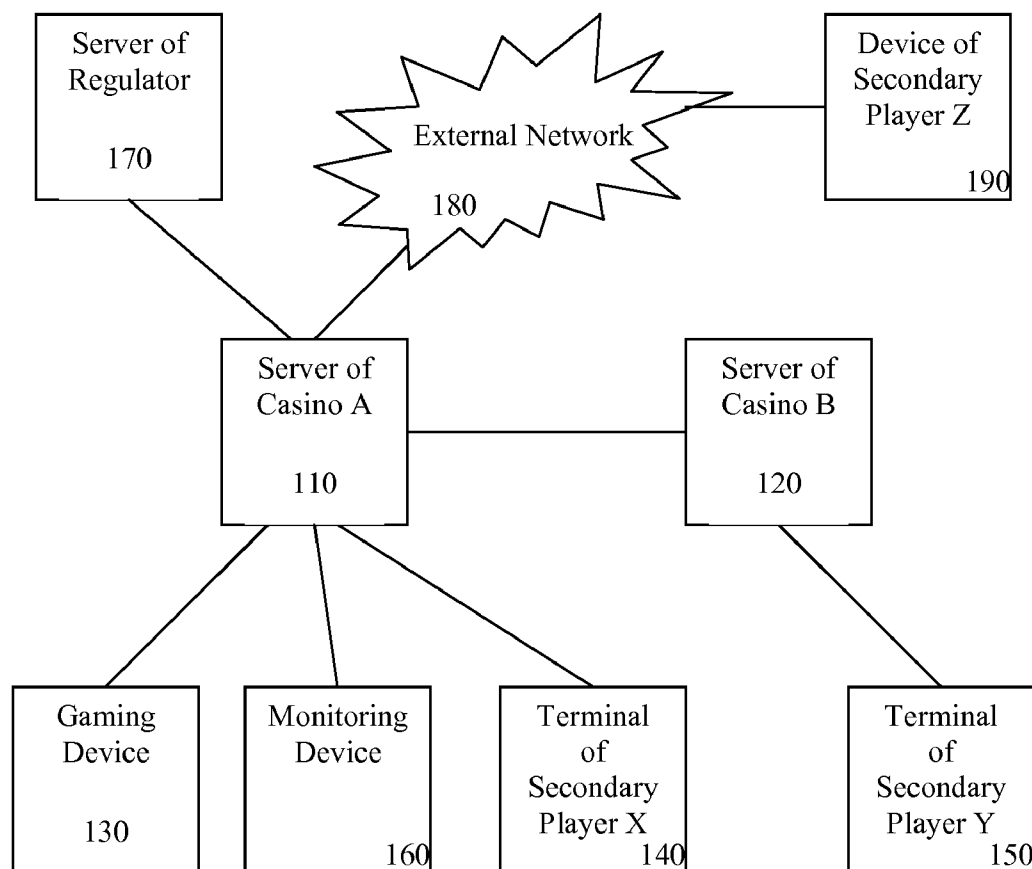 Server of
Regulator
170
External Network
180
Device of
Secondary
Player Z
190
Server of
Casino A
110
Server of
Casino B
120
Gaming
Device
130
Monitoring
Device
160
Terminal
of
Secondary
Player X
140
Terminal
of
Secondary
Player Y
150